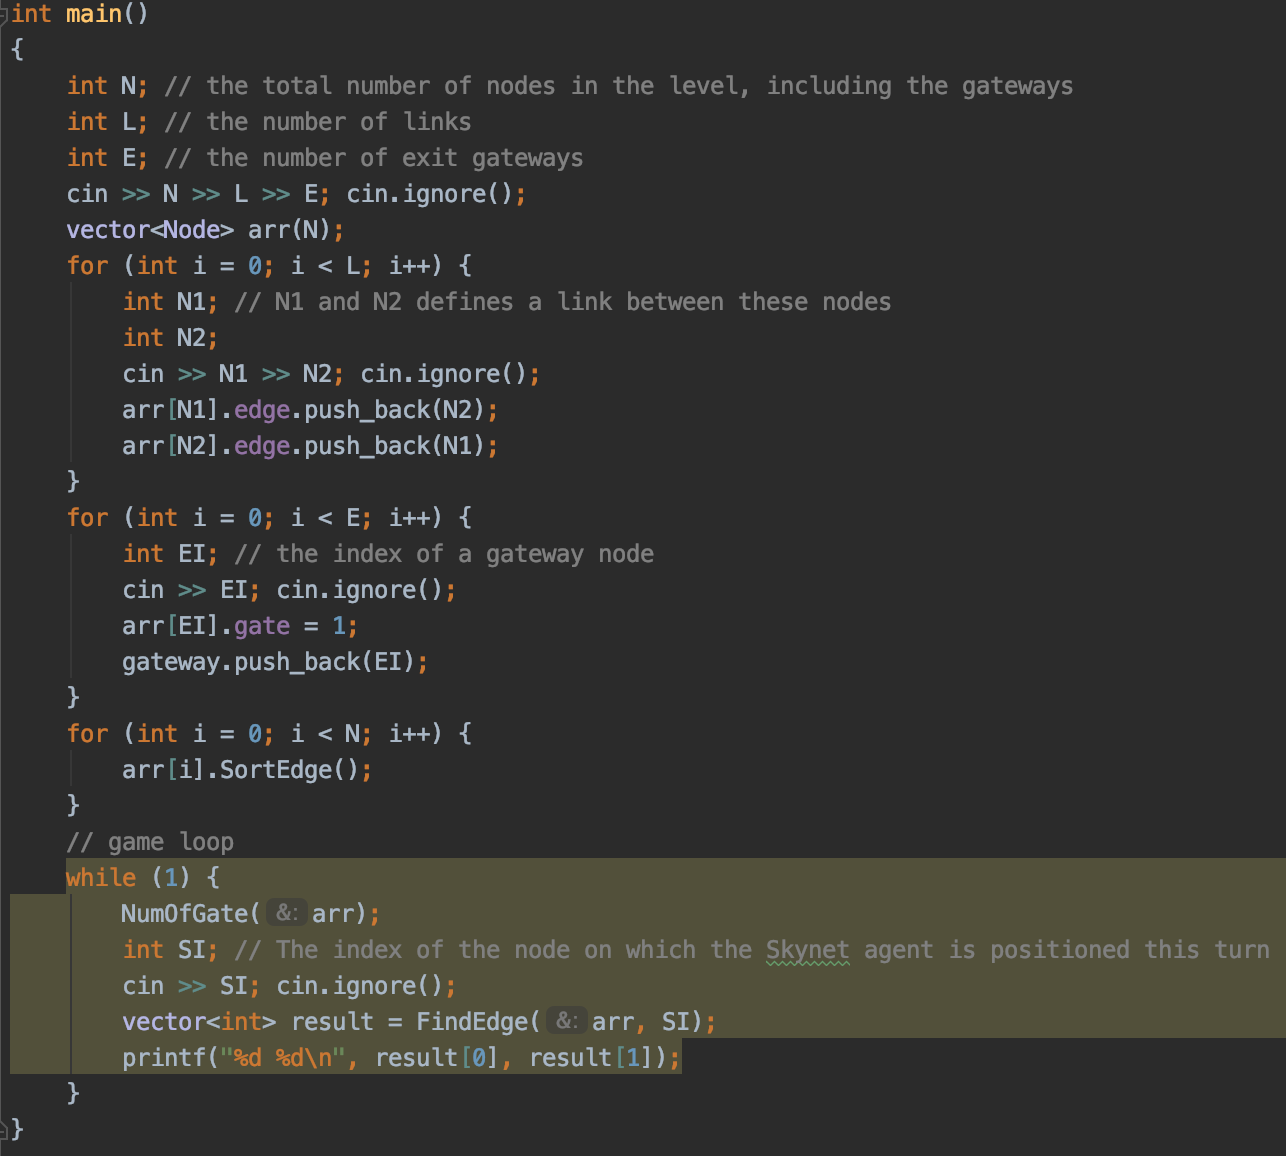 int main()
{
    int N; // the total number of nodes in the level, including the gateways
    int L; // the number of links
    int E; // the number of exit gateways
    cin >> N >> L >> E; cin.ignore();
    vector<Node> arr(N);
    for (int i = 0; i < L; i++) {
        int N1; // N1 and N2 defines a link between these nodes
        int N2;
        cin >> N1 >> N2; cin.ignore();
        arr[N1].edge.push_back(N2);
        arr[N2].edge.push_back(N1);
    }
    for (int i = 0; i < E; i++) {
        int EI; // the index of a gateway node
        cin >> EI; cin.ignore();
        arr[EI].gate = 1;
        gateway.push_back(EI);
    }
    for (int i = 0; i < N; i++) {
        arr[i].SortEdge();
    }
    // game loop
    while (1) {
        NumOfGate( &: arr);
        int SI; // The index of the node on which the Skynet agent is positioned this turn
        cin >> SI; cin.ignore();
        vector<int> result = FindEdge( &: arr, SI);
        printf("%d %d\n", result[0], result[1]);
    }
}